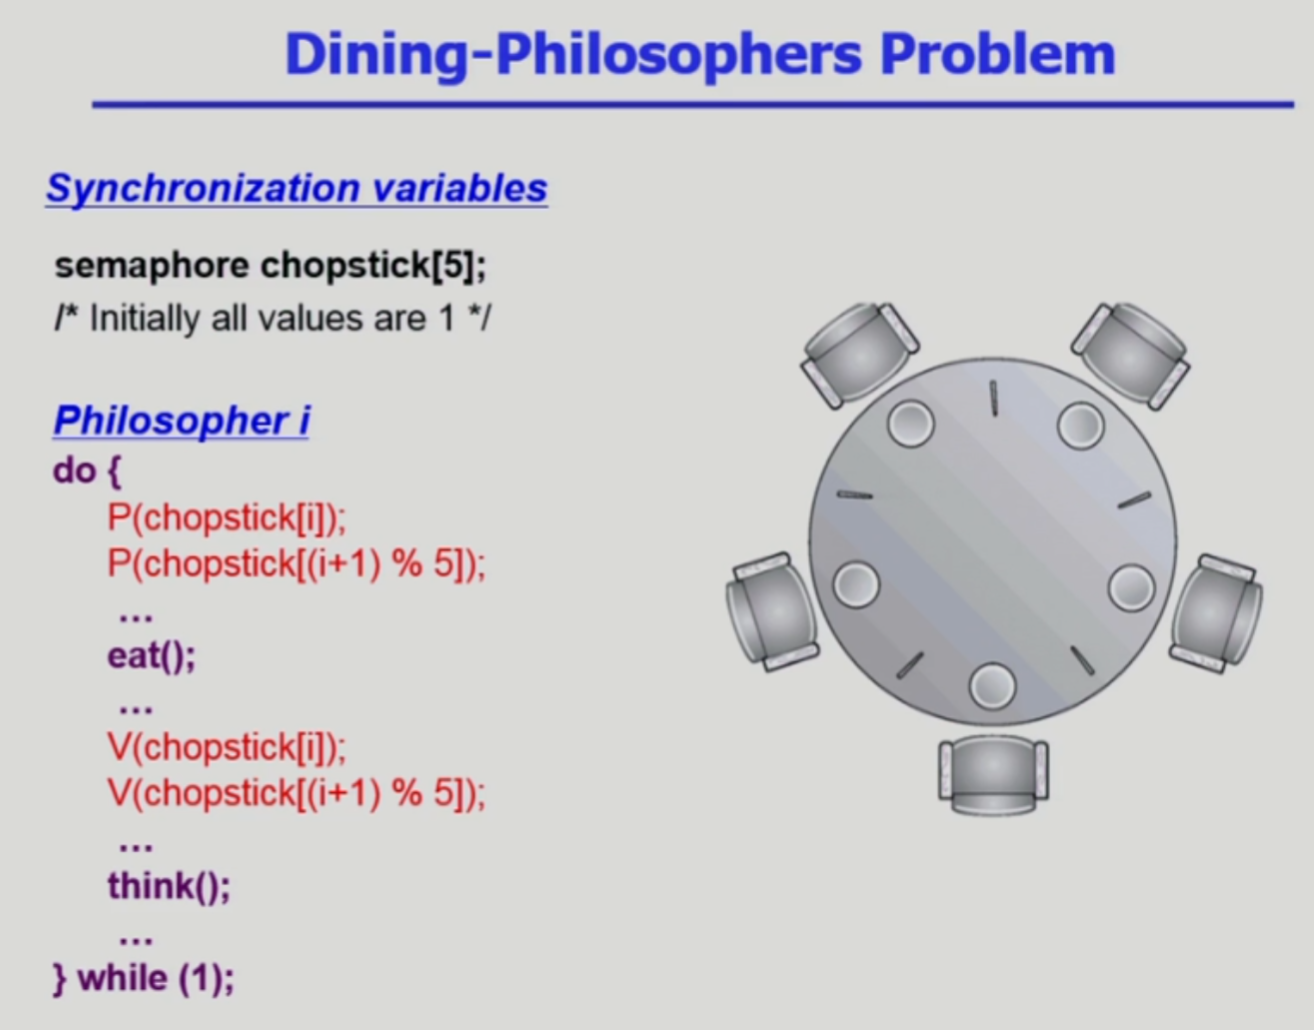 Dining-Philosophers Problem
Synchronization variables
semaphore chopstick[5];
/* Initially all values are 1 */
Philosopher i
do {
P(chopstick[i]);
P(chopstick[(i+1) % 5]);
...
eat();
...
V(chopstick[i]);
V(chopstick[(i+1) % 5]);
...
think();
...
} while (1);